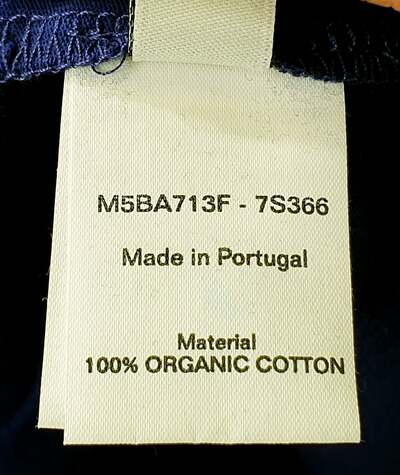 M5BA713F - 7S366
Made in Portugal
Material
100% ORGANIC COTTON